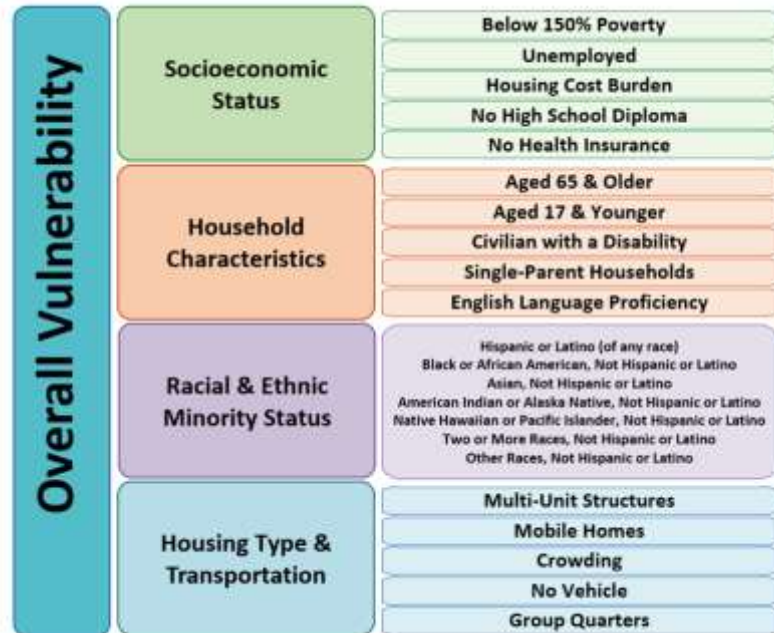 Overall Vulnerability
Socioeconomic
Status
Below 150% Poverty
Unemployed
Housing Cost Burden
No High School Diploma
No Health Insurance
Household
Characteristics
Aged 65 & Older
Aged 17 & Younger
Civilian with a Disability
Single-Parent Households
English Language Proficiency
Racial & Ethnic
Minority Status
Hispanic or Latino (of any race)
Black or African American, Not Hispanic or Latino
Asian, Not Hispanic or Latino
American Indian or Alaska Native, Not Hispanic or Latino
Native Hawaiian or Pacific Islander, Not Hispanic or Latino
Two or More Races, Not Hispanic or Latino
Other Races, Not Hispanic or Latino
Housing Type &
Transportation
Multi-Unit Structures
Mobile Homes
Crowding
No Vehicle
Group Quarters